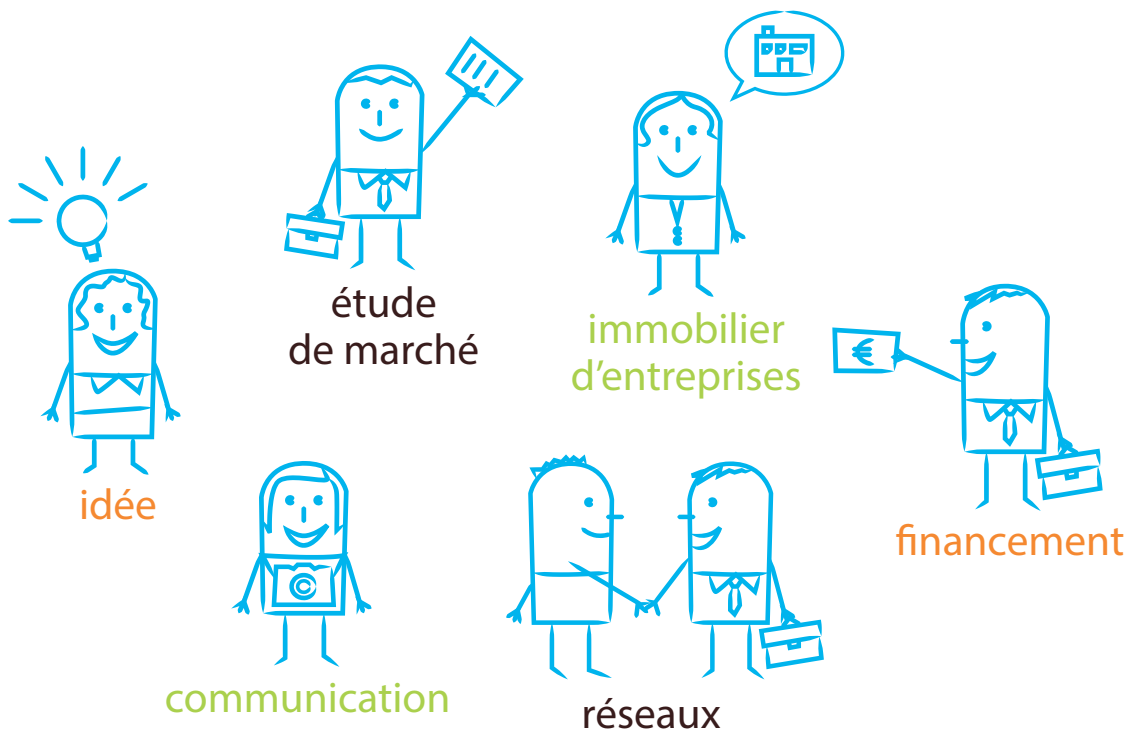 étude
de marché
immobilier
d’entreprises
€
idée
financement
communication
réseaux